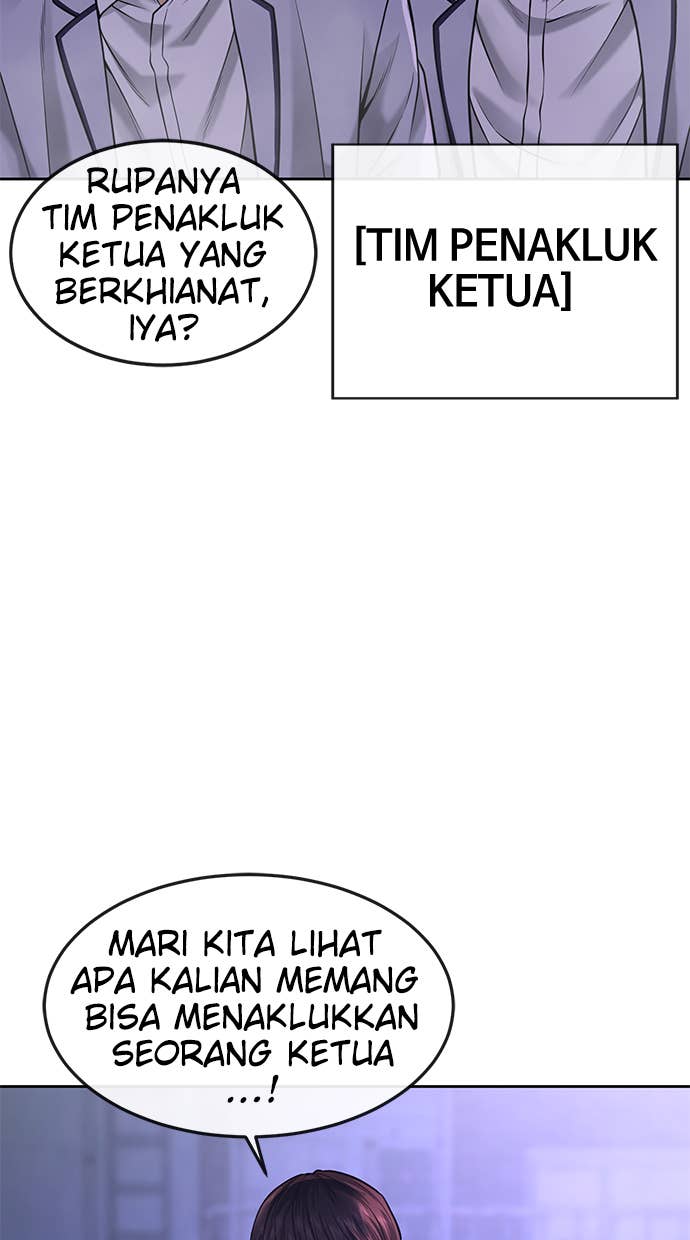 RUPANYA
TIM PENAKLUK
KETUA YANG
BERKHIANAT,
IYA?
[TIM PENAKLUK
KETUA]
MARI KITA LIHAT
APA KALIAN MEMANG
BISA MENAKLUKKAN
SEORANG KETUA
...!